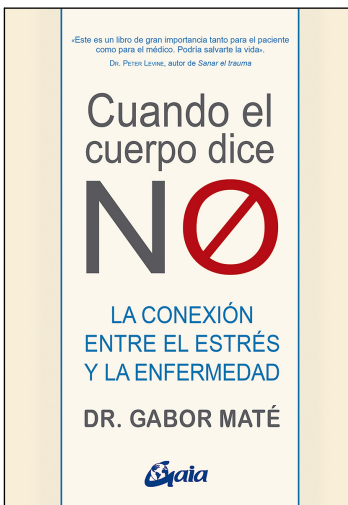 «Este es un libro de gran importancia tanto para el paciente
como para el médico. Podría salvarte la vida».
Dr. Peter Levine, autor de Sanar el trauma
Cuando el
cuerpo dice
NO
LA CONEXIÓN
ENTRE EL ESTRÉS
Y LA ENFERMEDAD
DR. GABOR MATÉ
Gaia